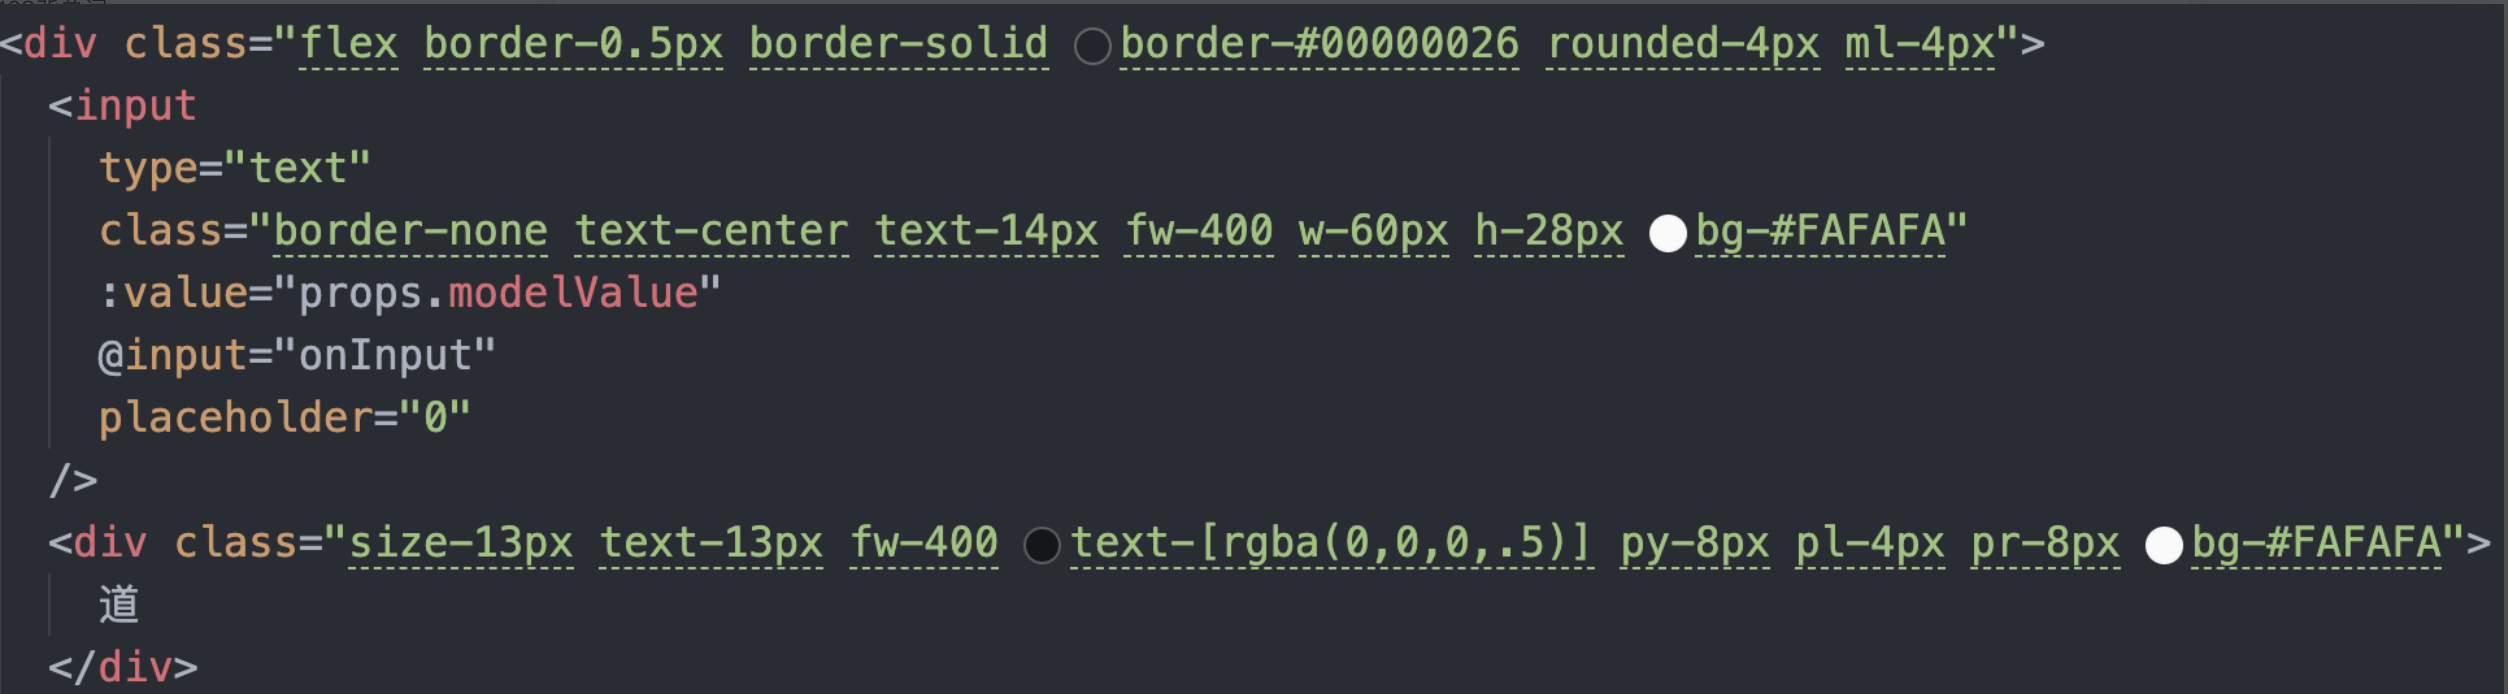 <div class="flex border-0.5px border-solid border-#00000026 rounded-4px ml-4px">
<input
type="text"
class="border-none text-center text-14px fw-400 w-60px h-28px bg-#FAFAFA"
:value="props.modelValue"
@input="onInput"
placeholder="0"
/>
<div class="size-13px text-13px fw-400 text-[rgba(0,0,0,.5)] py-8px pl-4px pr-8px bg-#FAFAFA">
道
</div>